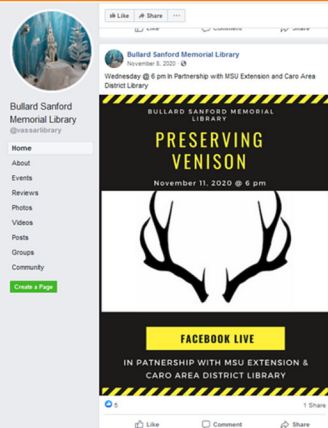 Like Share ...
Like Comment Share
Bullard Sanford Memorial Library
November 8, 2020
Wednesday @ 6 pm In Partnership with MSU Extension and Caro Area
District Library
BULLARD SANFORD MEMORIAL
LIBRARY
PRESERVING
VENISON
November 11, 2020 @ 6 pm
FACEBOOK LIVE
IN PATNERSHIP WITH MSU EXTENSION &
CARO AREA DISTRICT LIBRARY
5 1 Share
Like Comment Share
Bullard Sanford
Memorial Library
@vassarlibrary
Home
About
Events
Reviews
Photos
Videos
Posts
Groups
Community
Create a Page